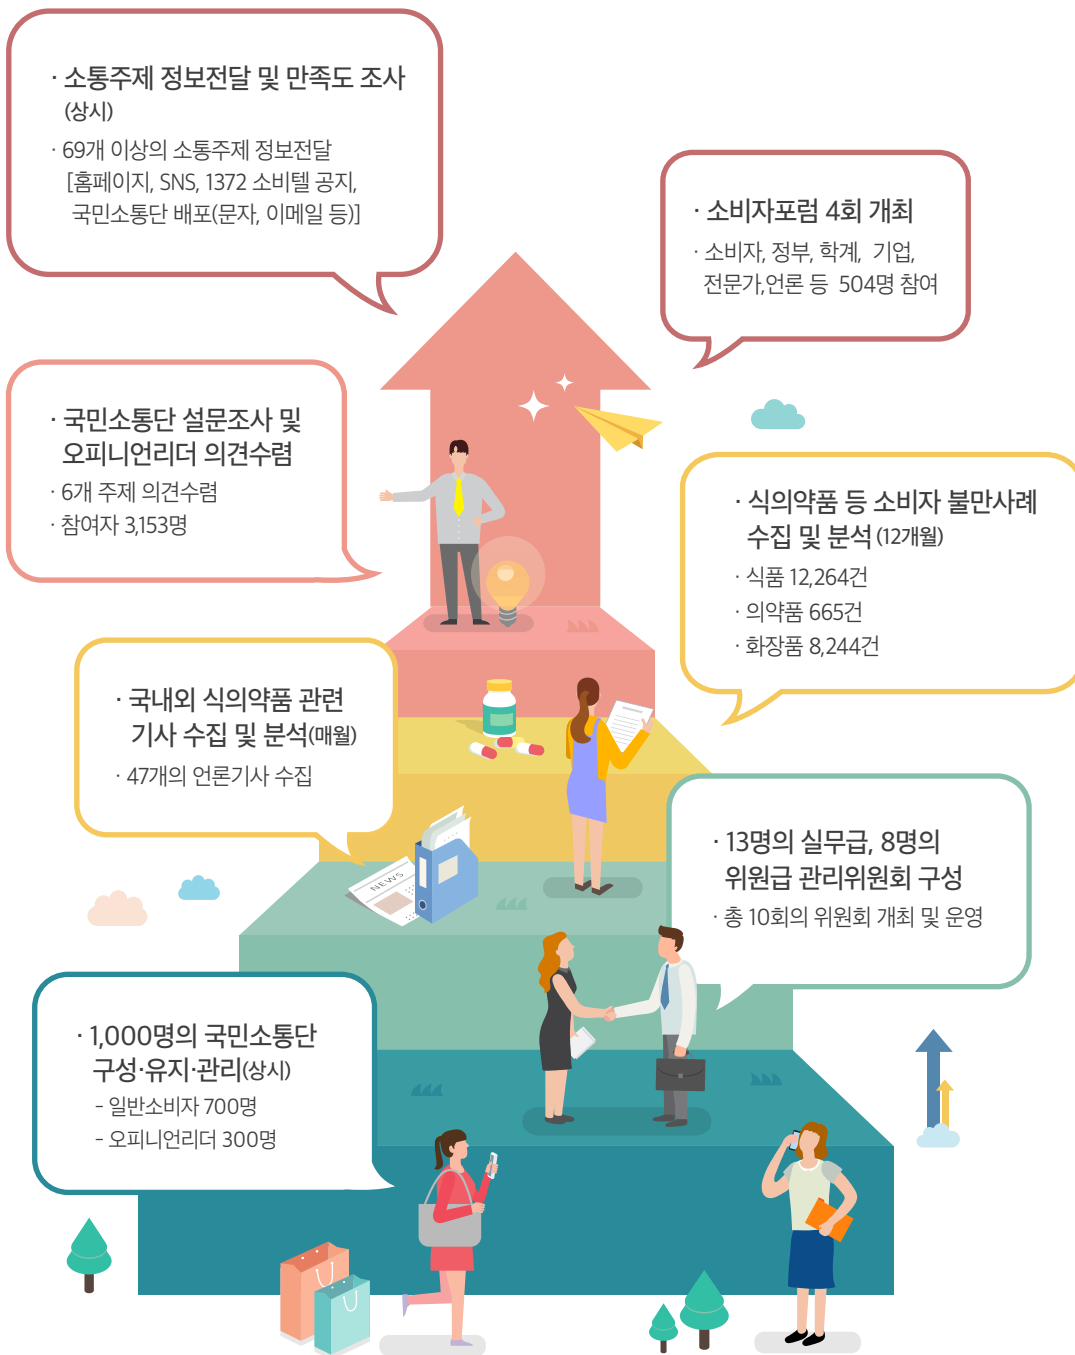 · 소통주제 정보전달 및 만족도 조사
(상시)
· 69개 이상의 소통주제 정보전달
[홈페이지, SNS, 1372 소비텔 공지,
국민소통단 배포(문자, 이메일 등)]
· 소비자포럼 4회 개최
· 소비자, 정부, 학계, 기업,
전문가,언론 등 504명 참여
· 국민소통단 설문조사 및
오피니언리더 의견수렴
· 6개 주제 의견수렴
· 참여자 3,153명
· 식의약품 등 소비자 불만사례
수집 및 분석 (12개월)
· 식품 12,264건
· 의약품 665건
· 화장품 8,244건
· 국내외 식의약품 관련
기사 수집 및 분석(매월)
· 47개의 언론기사 수집
NEWS
· 13명의 실무급, 8명의
위원급 관리위원회 구성
· 총 10회의 위원회 개최 및 운영
· 1,000명의 국민소통단
구성·유지·관리(상시)
- 일반소비자 700명
- 오피니언리더 300명